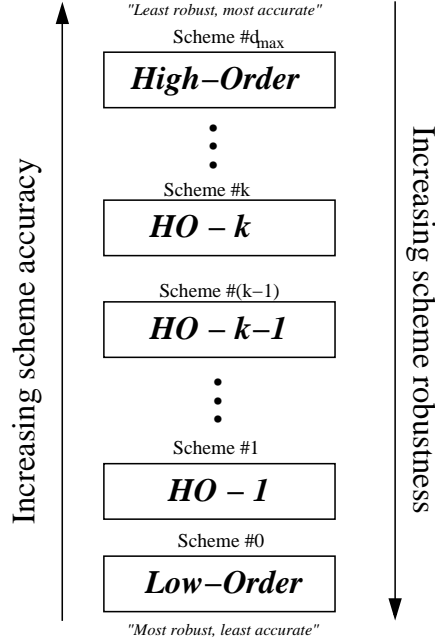 "Least robust, most accurate"
Scheme #d_max
High-Order
Scheme #k
HO - k
Scheme #(k-1)
HO - k-1
Scheme #1
HO - 1
Scheme #0
Low-Order
"Most robust, least accurate"
Increasing scheme accuracy
Increasing scheme robustness